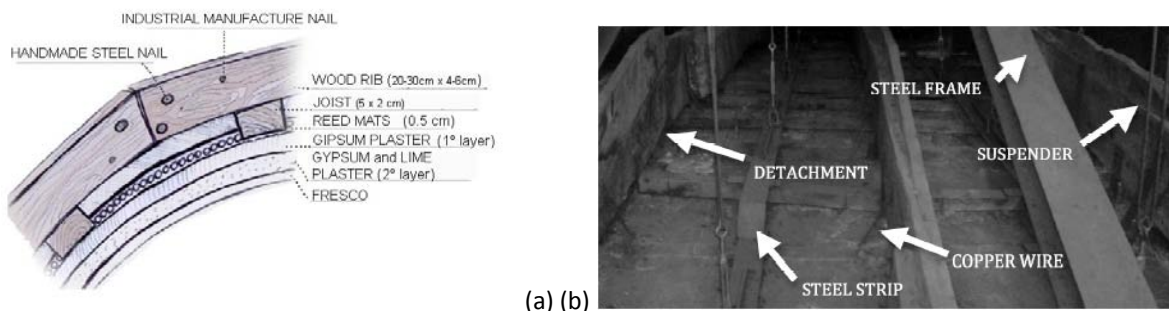 INDUSTRIAL MANUFACTURE NAIL
HANDMADE STEEL NAIL
WOOD RIB (20-30cm x 4-6cm)
JOIST (5 x 2 cm)
REED MATS (0.5 cm)
GIPSUM PLASTER (1º layer)
GYPSUM and LIME
PLASTER (2º layer)
FRESCO
(a) (b)
STEEL FRAME
SUSPENDER
DETACHMENT
COPPER WIRE
STEEL STRIP